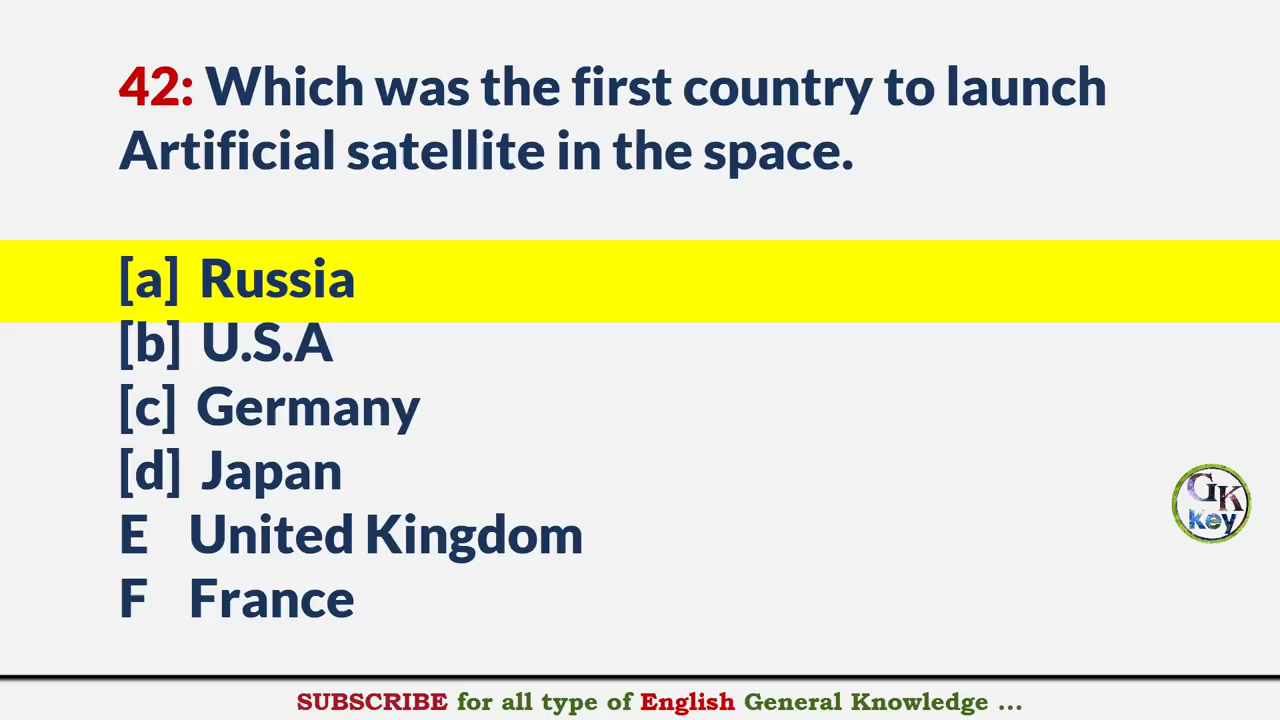 42: Which was the first country to launch
Artificial satellite in the space.
[a] Russia
[b] U.S.A
[c] Germany
[d] Japan
E United Kingdom
F France
GK
key
SUBSCRIBE for all type of English General Knowledge ...